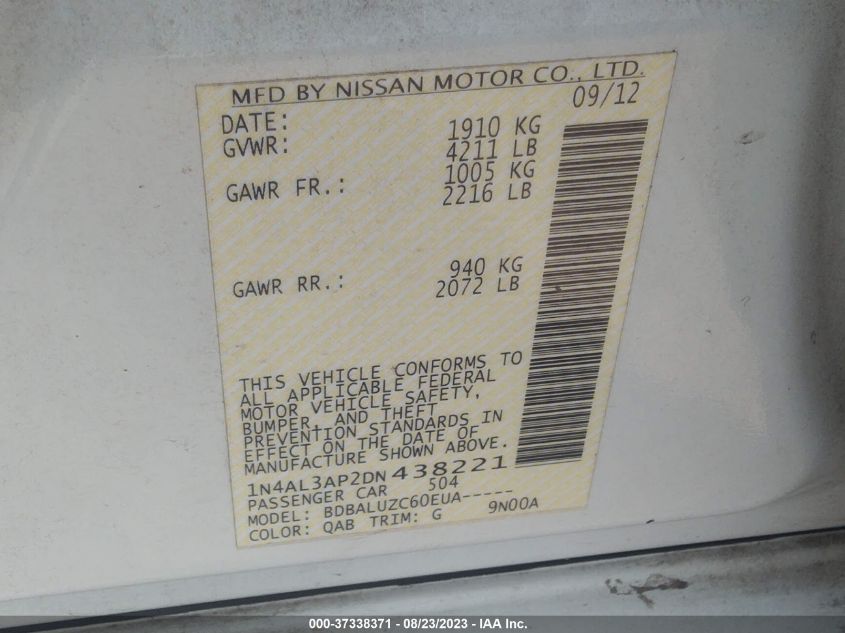 MFD BY NISSAN MOTOR CO., LTD.
DATE: 09/12
GVWR: 1910 KG
4211 LB
GAWR FR.: 1005 KG
2216 LB
GAWR RR.: 940 KG
2072 LB
THIS VEHICLE CONFORMS TO
ALL APPLICABLE FEDERAL
MOTOR VEHICLE SAFETY,
BUMPER, AND THEFT
PREVENTION STANDARDS IN
EFFECT ON THE DATE OF
MANUFACTURE SHOWN ABOVE.
1N4AL3AP2DN438221
PASSENGER CAR 504
MODEL: BDBALUZC60EUA-----
COLOR: QAB TRIM: G 9N00A
000-37338371 - 08/23/2023 - IAA Inc.